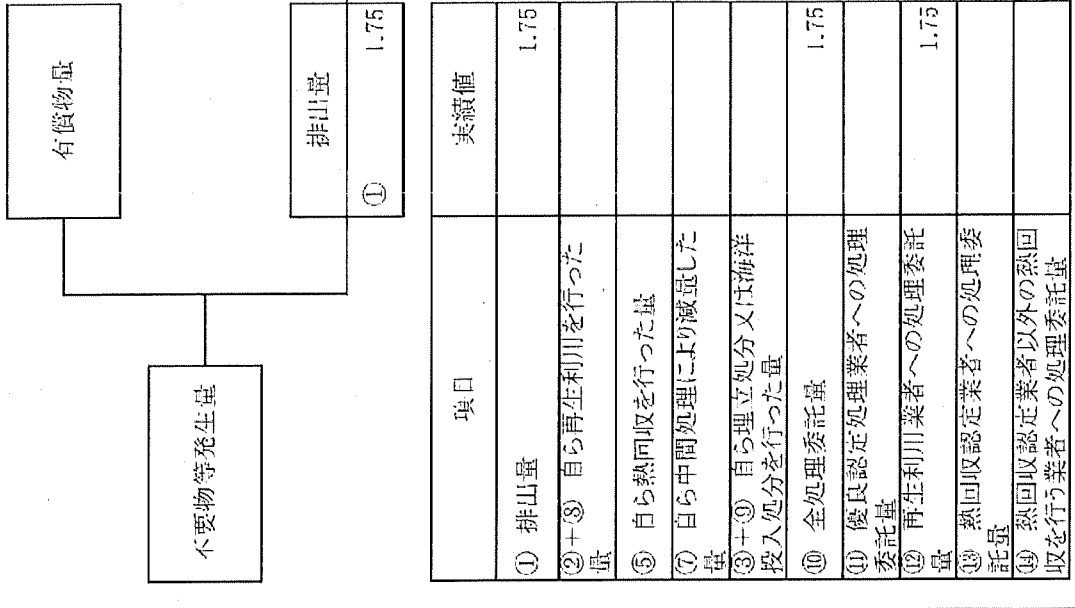 有償物量
不要物等発生量
排出量
① 1.75
項目 実績値
① 排出量 1.75
②+⑧ 自ら再生利用を行った
量
⑤ 自ら熱回収を行った量
⑦ 自ら中間処理により減量した
量
③+⑨ 自ら埋立処分又は海洋
投入処分を行った量
⑩ 全処理委託量 1.75
⑪ 優良認定処理業者への処理
委託量
⑫ 再生利用業者への処理委託
量 1.75
⑬ 熱回収認定業者への処理委
託量
⑭ 熱回収認定業者以外の熱回
収を行う業者への処理委託量